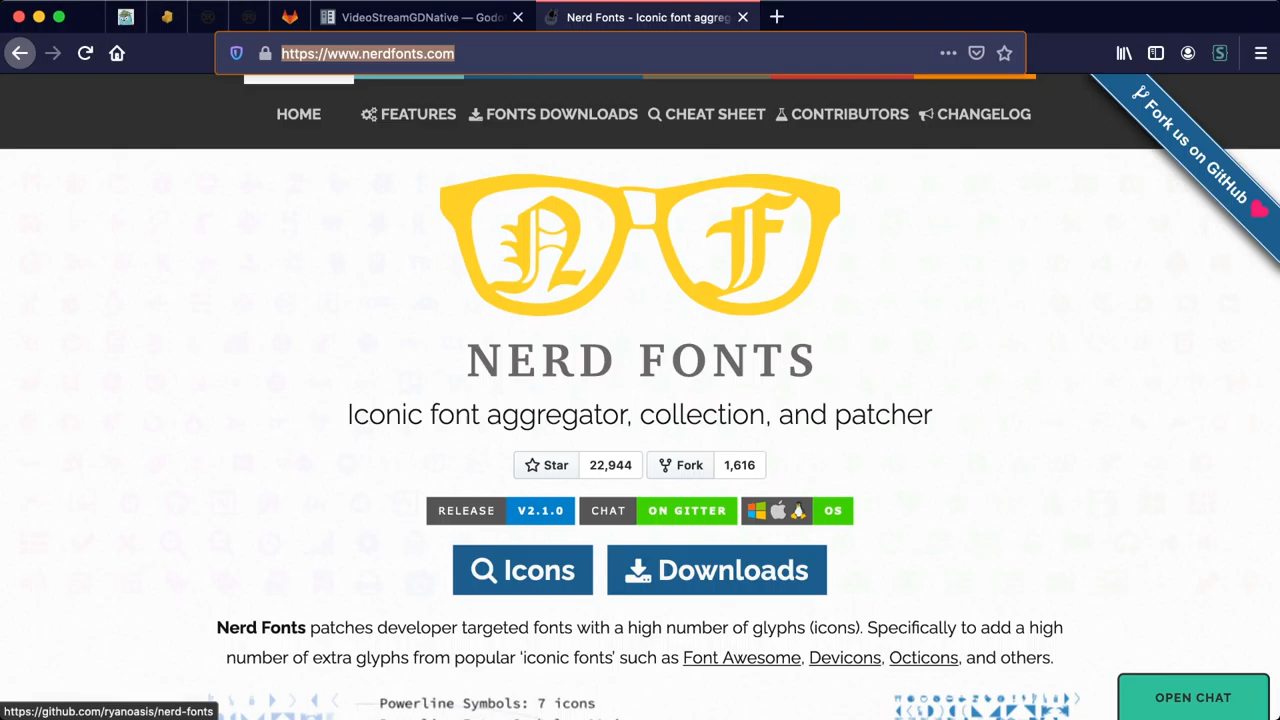 VideoStreamGDNative — Godo
Nerd Fonts - Iconic font aggreg
https://www.nerdfonts.com
HOME
FEATURES
FONTS DOWNLOADS
CHEAT SHEET
CONTRIBUTORS
CHANGELOG
Fork us on GitHub
N F
NERD FONTS
Iconic font aggregator, collection, and patcher
Star 22,944 Fork 1,616
RELEASE V2.1.0 CHAT ON GITTER OS
Icons Downloads
Nerd Fonts patches developer targeted fonts with a high number of glyphs (icons). Specifically to add a high
number of extra glyphs from popular ‘iconic fonts’ such as Font Awesome, Devicons, Octicons, and others.
Powerline Symbols: 7 icons
OPEN CHAT
https://github.com/ryanoasis/nerd-fonts